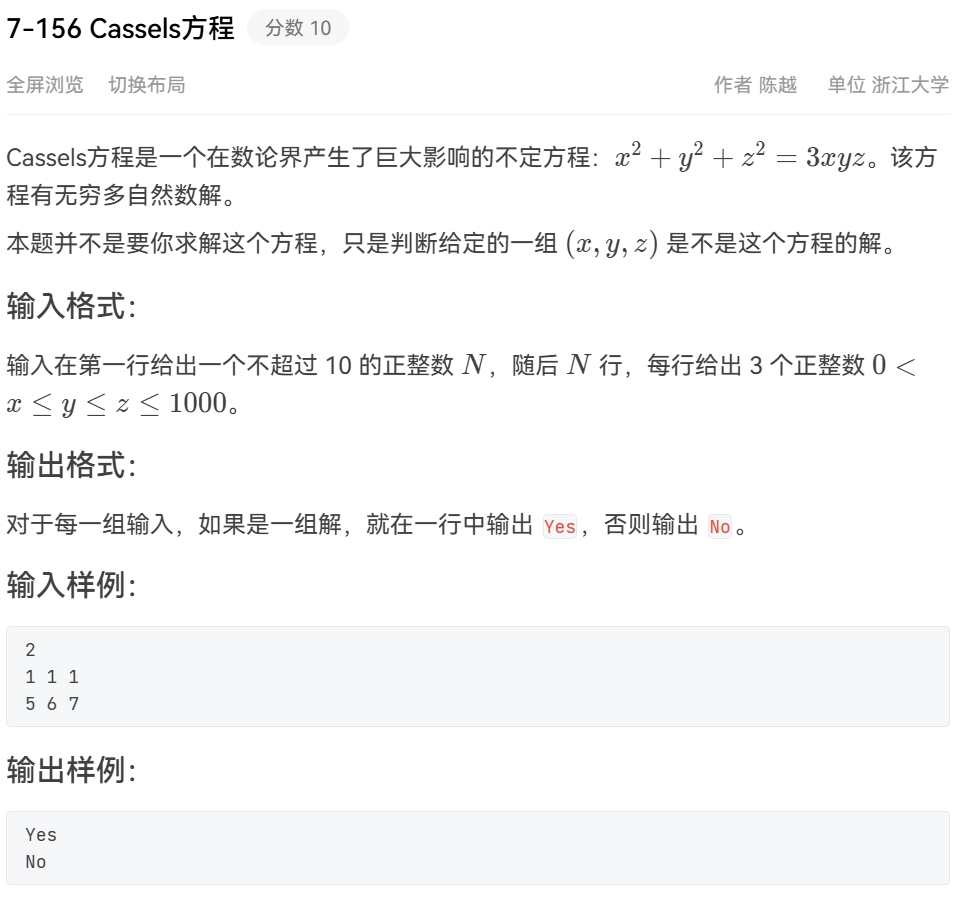 7-156 Cassels方程 分数 10
全屏浏览 切换布局 作者 陈越 单位 浙江大学
Cassels方程是一个在数论界产生了巨大影响的不定方程：x² + y² + z² = 3xyz。该方
程有无穷多自然数解。
本题并不是要你求解这个方程，只是判断给定的一组 (x, y, z) 是不是这个方程的解。
输入格式：
输入在第一行给出一个不超过 10 的正整数 N，随后 N 行，每行给出 3 个正整数 0 <
x ≤ y ≤ z ≤ 1000。
输出格式：
对于每一组输入，如果是一组解，就在一行中输出 Yes，否则输出 No。
输入样例：
2
1 1 1
5 6 7
输出样例：
Yes
No